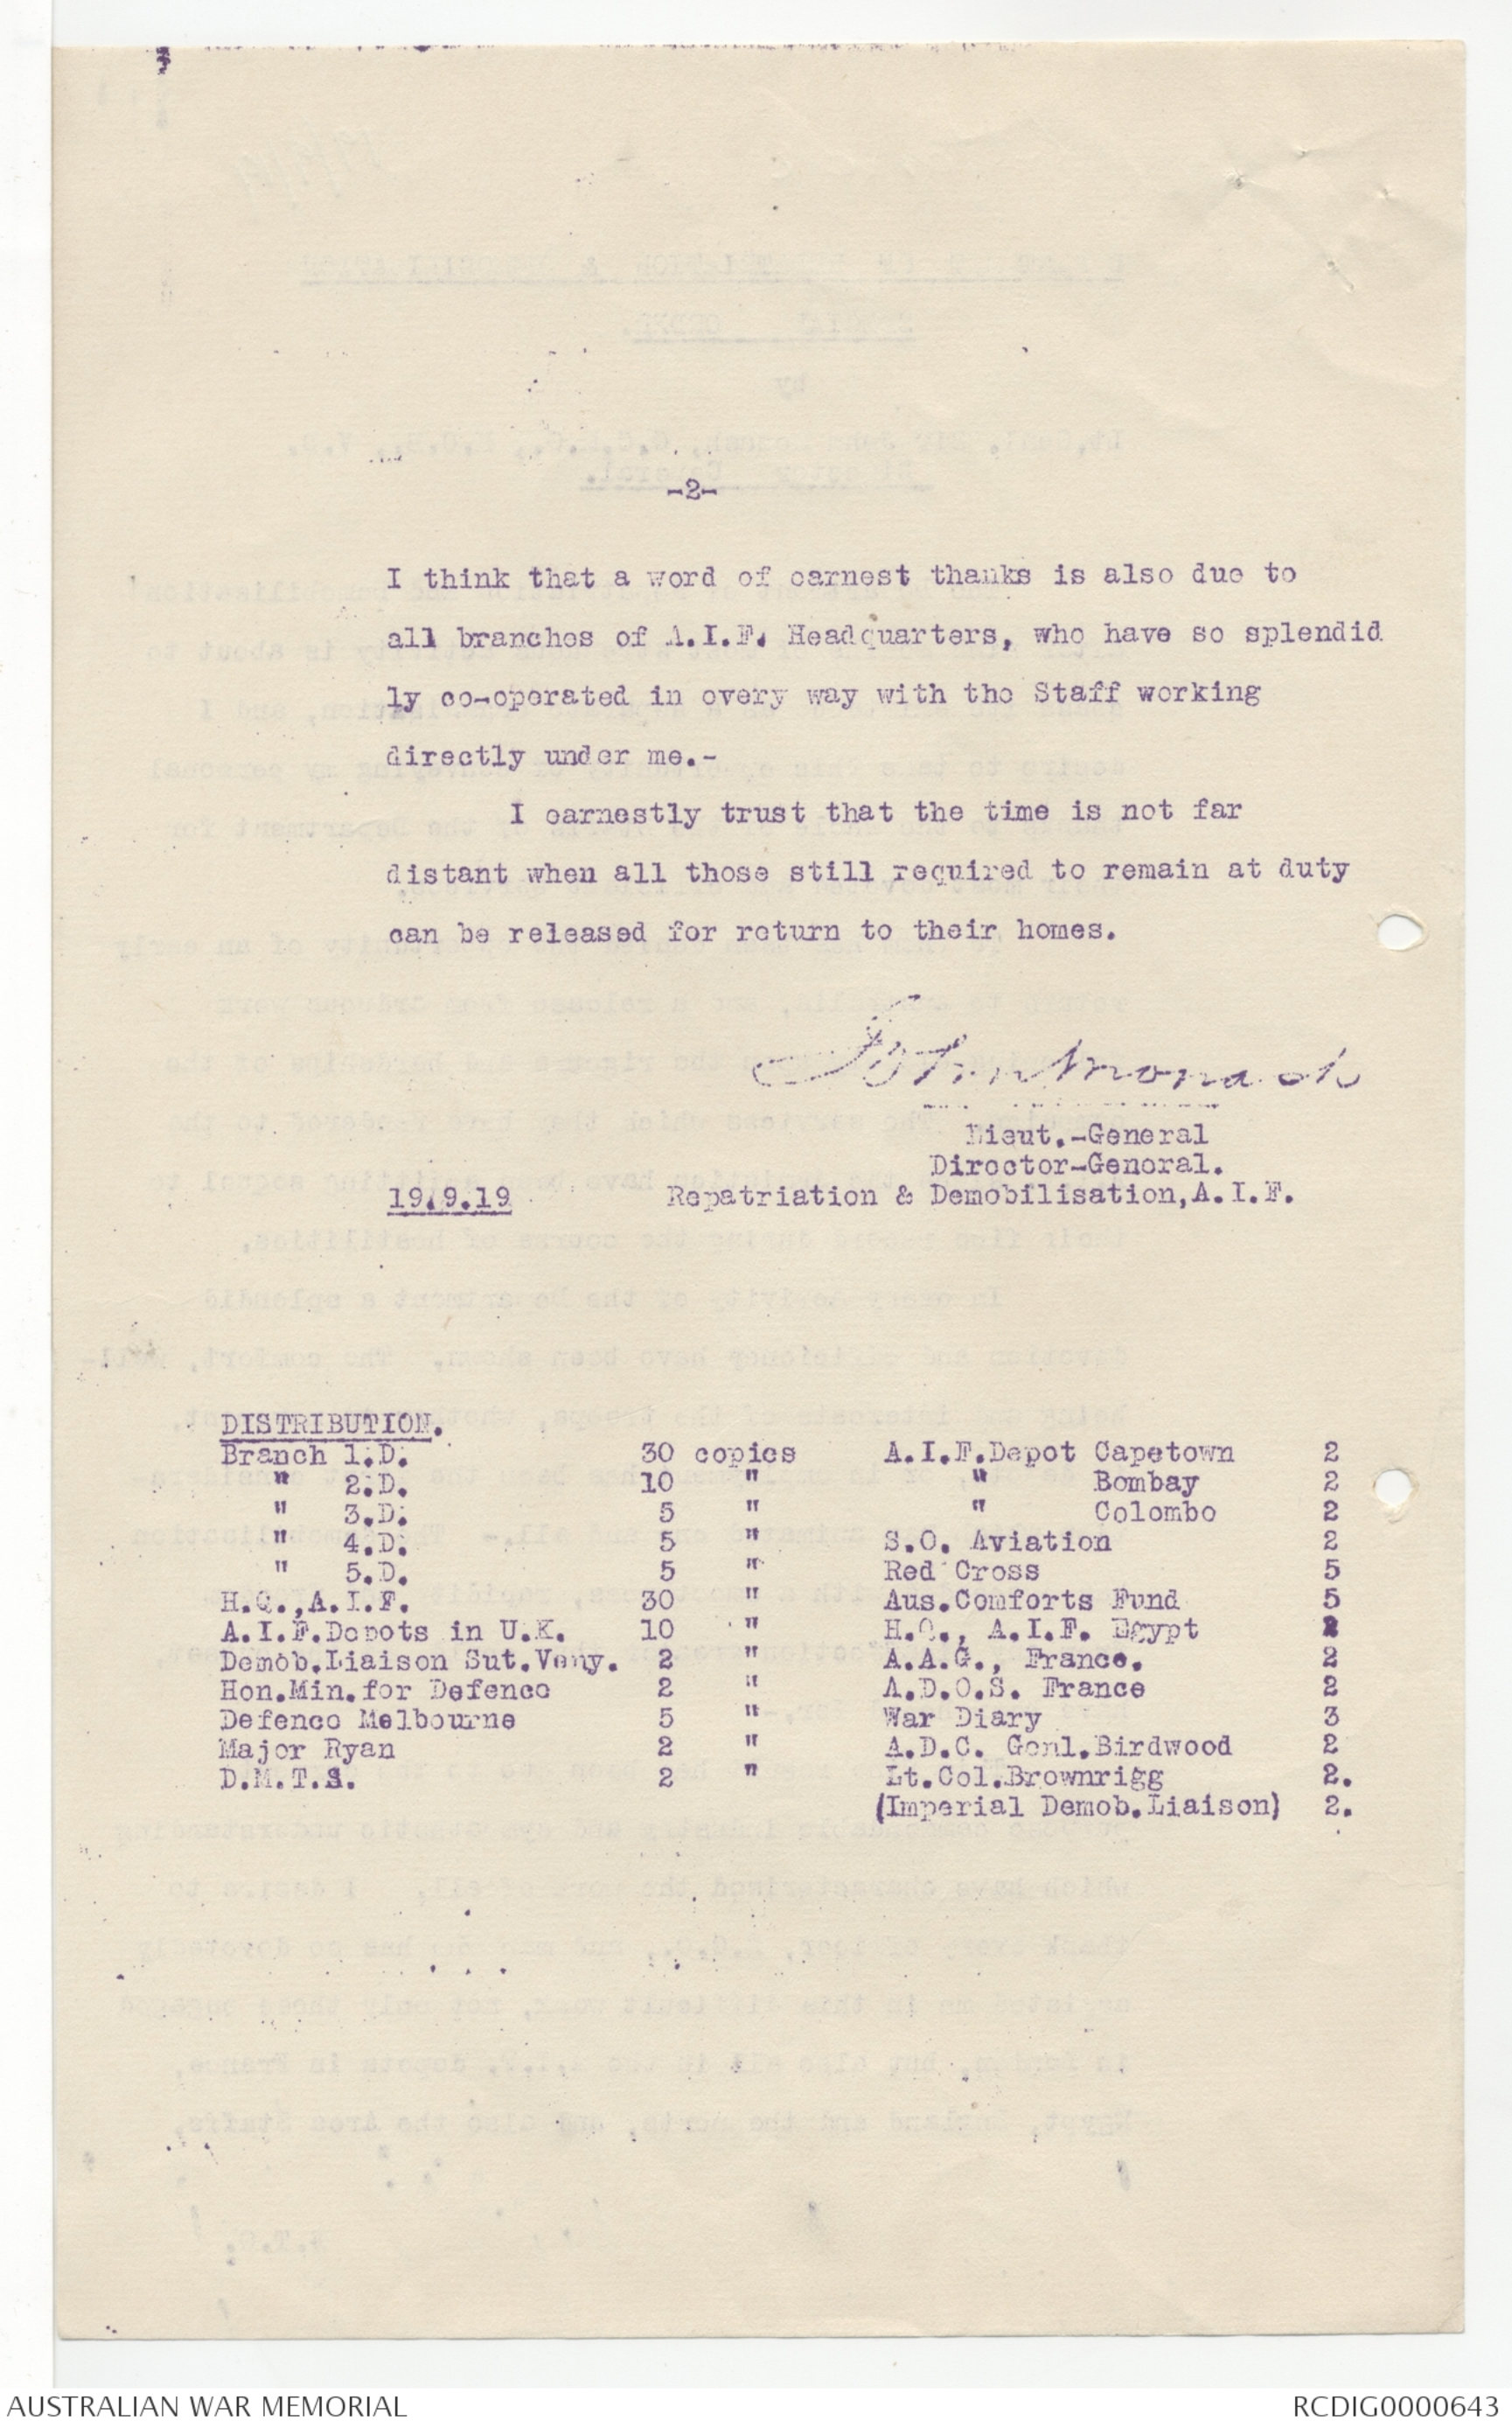 -2-
I think that a word of earnest thanks is also due to
all branches of A.I.F. Headquarters, who have so splendid
ly co-operated in every way with the Staff working
directly under me.-
I earnestly trust that the time is not far
distant when all those still required to remain at duty
can be released for return to their homes.
John Monash
Lieut.-General
Director-General.
19.9.19 Repatriation & Demobilisation,A.I.F.
DISTRIBUTION.
Branch 1.D. 30 copies A.I.F.Depot Capetown 2
" 2.D. 10 " " Bombay 2
" 3.D. 5 " " Colombo 2
" 4.D. 5 " S.O. Aviation 2
" 5.D. 5 " Red Cross 5
H.Q.,A.I.F. 30 " Aus.Comforts Fund 5
A.I.F.Depots in U.K. 10 " H.Q., A.I.F. Egypt
Demob.Liaison Sut.Veny. 2 " A.A.G., France. 2
Hon.Min.for Defence 2 " A.D.O.S. France 2
Defence Melbourne 5 " War Diary 3
Major Ryan 2 " A.D.C. Genl.Birdwood 2
D.M.T.S. 2 " Lt.Col.Brownrigg 2.
(Imperial Demob.Liaison) 2.
AUSTRALIAN WAR MEMORIAL RCDIG0000643